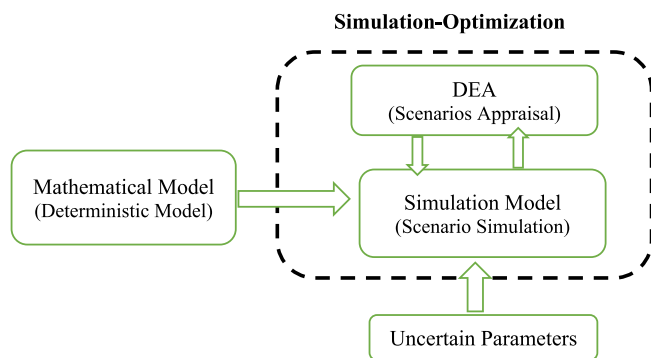 Simulation-Optimization
DEA
(Scenarios Appraisal)
Mathematical Model
(Deterministic Model)
Simulation Model
(Scenario Simulation)
Uncertain Parameters